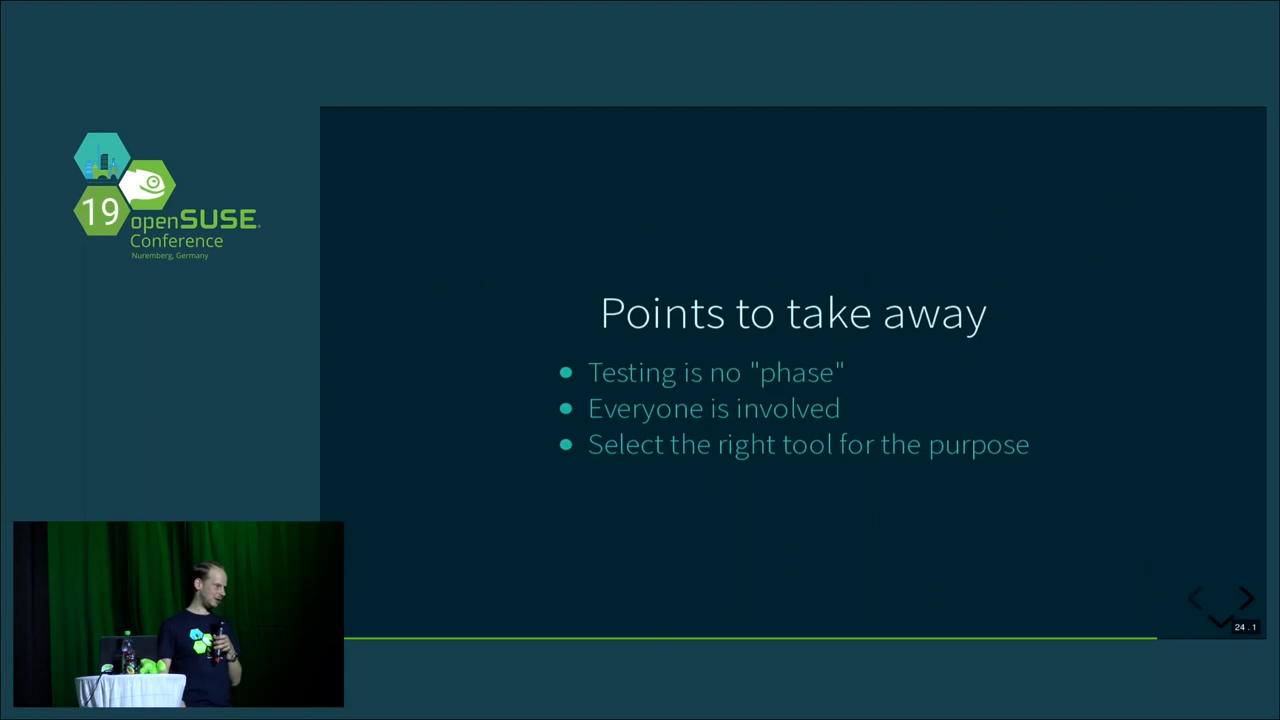 19
openSUSE
Conference
Nuremberg, Germany
Points to take away
Testing is no "phase"
Everyone is involved
Select the right tool for the purpose
24.1